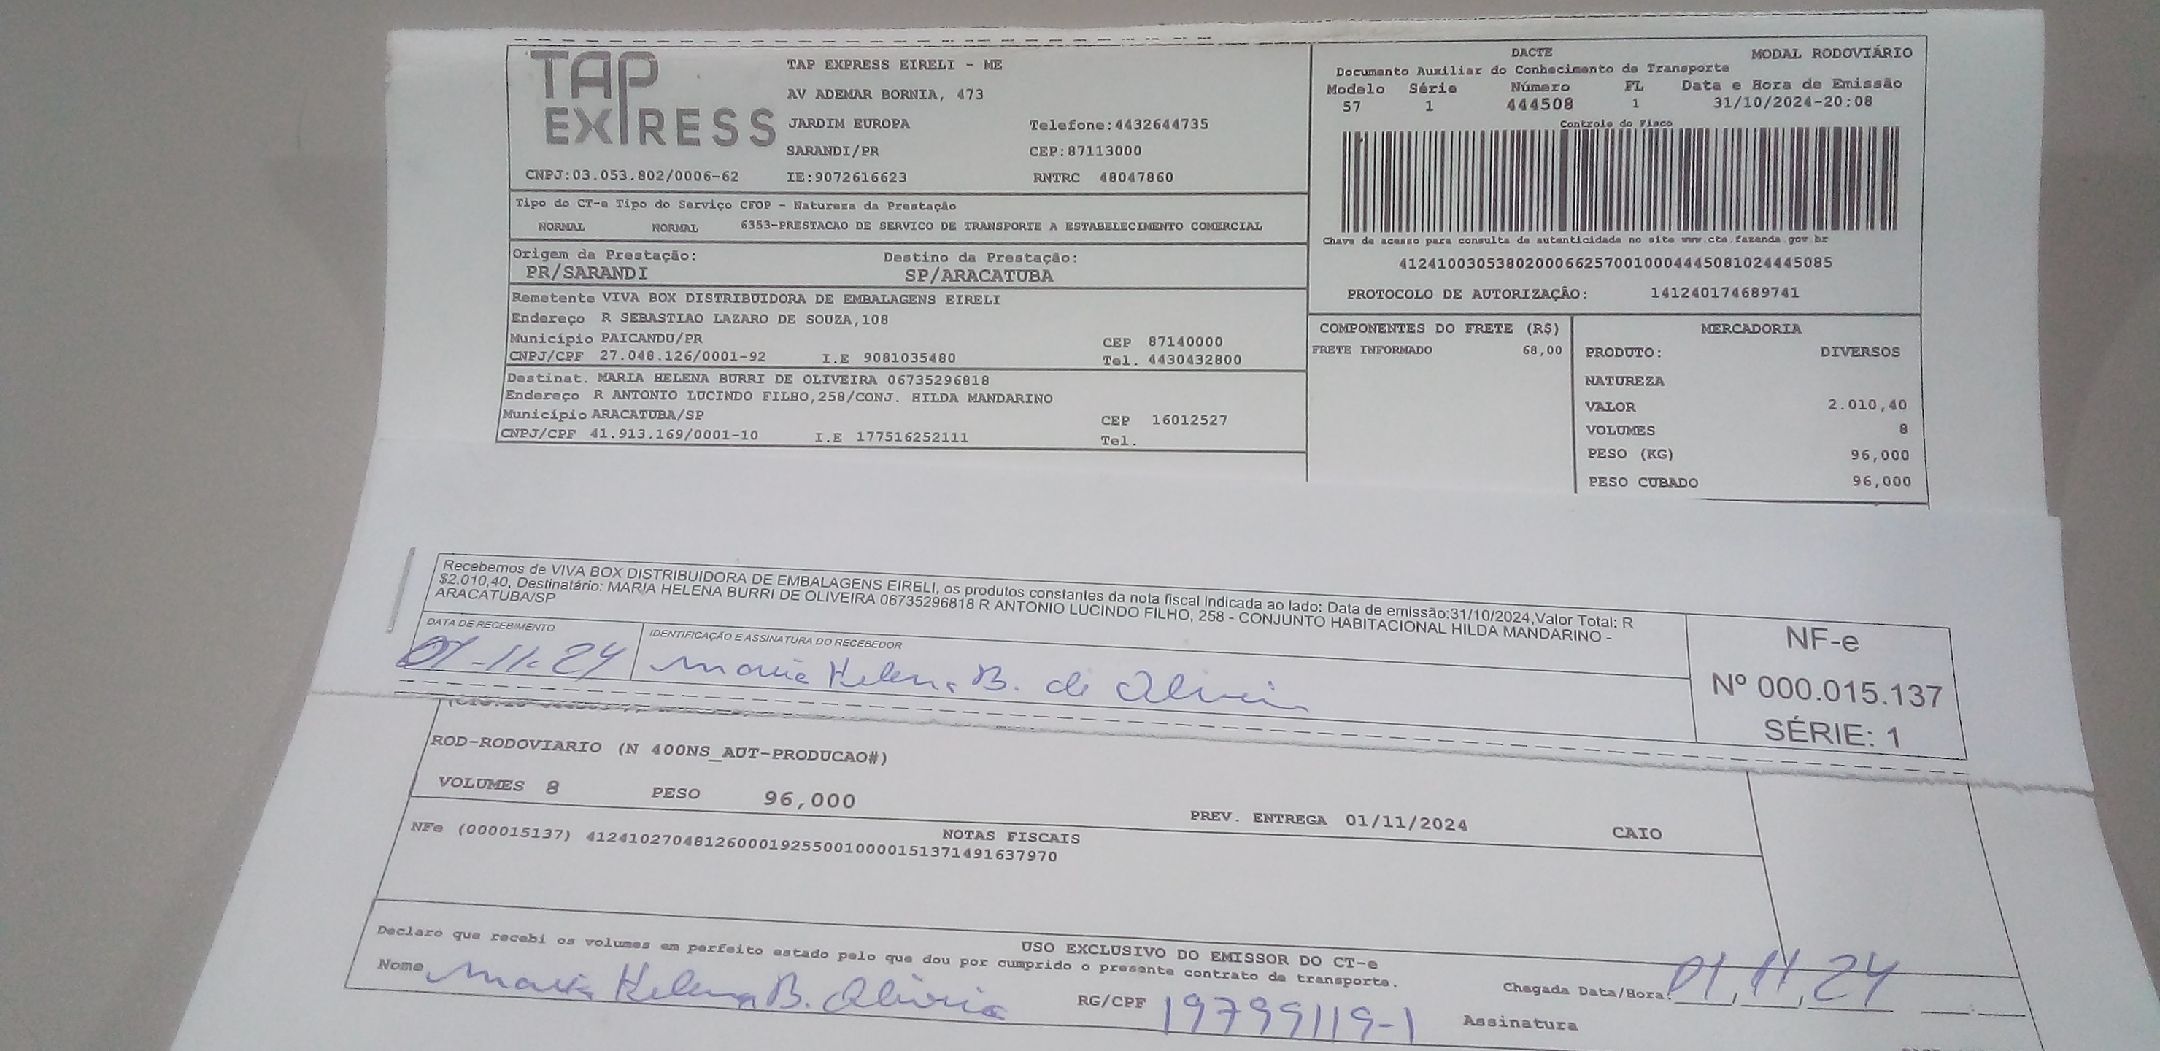 TAP EXPRESS
TAP EXPRESS EIRELI - ME
AV ADEMAR BORNIA, 473
JARDIM EUROPA Telefone:4432644735
SARANDI/PR CEP:87113000
CNPJ:03.053.802/0006-62 IE:9072616623 RNTRC 48047860
DACTE MODAL RODOVIÁRIO
Documento Auxiliar do Conhecimento de Transporte
Modelo Série Número FL Data e Hora de Emissão
57 1 444508 1 31/10/2024-20:08
Controle do Fisco
Chave de acesso para consulta de autenticidade no site www.cte.fazenda.gov.br
41241003053802000662570010004445081024445085
PROTOCOLO DE AUTORIZAÇÃO: 141240174689741
Tipo do CT-e Tipo do Serviço CFOP - Natureza da Prestação
NORMAL NORMAL 6353-PRESTACAO DE SERVICO DE TRANSPORTE A ESTABELECIMENTO COMERCIAL
Origem da Prestação: Destino da Prestação:
PR/SARANDI SP/ARACATUBA
Remetente VIVA BOX DISTRIBUIDORA DE EMBALAGENS EIRELI
Endereço R SEBASTIAO LAZARO DE SOUZA,108
Município PAICANDU/PR CEP 87140000
CNPJ/CPF 27.048.126/0001-92 I.E 9081035480 Tel. 4430432800
Destinat. MARIA HELENA BURRI DE OLIVEIRA 06735296818
Endereço R ANTONIO LUCINDO FILHO,258/CONJ. HILDA MANDARINO
Município ARACATUBA/SP CEP 16012527
CNPJ/CPF 41.913.169/0001-10 I.E 177516252111 Tel.
COMPONENTES DO FRETE (R$)
FRETE INFORMADO 68,00
MERCADORIA
PRODUTO: DIVERSOS
NATUREZA
VALOR 2.010,40
VOLUMES 8
PESO (KG) 96,000
PESO CUBADO 96,000
Recebemos de VIVA BOX DISTRIBUIDORA DE EMBALAGENS EIRELI, os produtos constantes da nota fiscal indicada ao lado: Data de emissão:31/10/2024,Valor Total: R
$2.010,40, Destinatário: MARIA HELENA BURRI DE OLIVEIRA 06735296818 R ANTONIO LUCINDO FILHO, 258 - CONJUNTO HABITACIONAL HILDA MANDARINO -
ARACATUBA/SP
DATA DE RECEBIMENTO IDENTIFICAÇÃO E ASSINATURA DO RECEBEDOR
01-11-24 Maria Helena B. de Oliveira
NF-e
Nº 000.015.137
SÉRIE: 1
ROD-RODOVIARIO (N 400NS_AUT-PRODUCAO#)
VOLUMES 8 PESO 96,000 PREV. ENTREGA 01/11/2024 CAIO
NOTAS FISCAIS
NFe (000015137) 41241027048126000192550010000151371491637970
USO EXCLUSIVO DO EMISSOR DO CT-e
Declaro que recebi os volumes em perfeito estado pelo que dou por cumprido o presente contrato de transporte.
Nome Maria Helena B. Oliveira RG/CPF 19799119-1 Chegada Data/Hora: 01/11/24
Assinatura